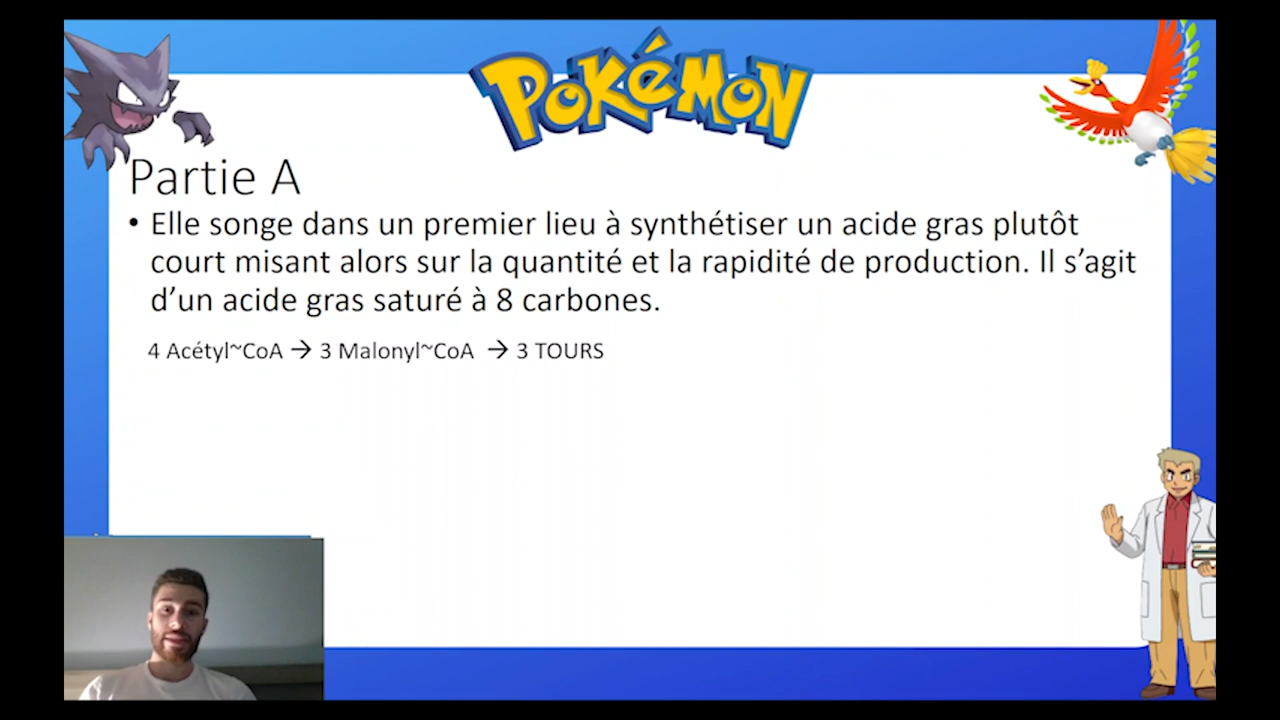 POKéMON
Partie A
• Elle songe dans un premier lieu à synthétiser un acide gras plutôt
court misant alors sur la quantité et la rapidité de production. Il s’agit
d’un acide gras saturé à 8 carbones.
4 Acétyl~CoA → 3 Malonyl~CoA → 3 TOURS